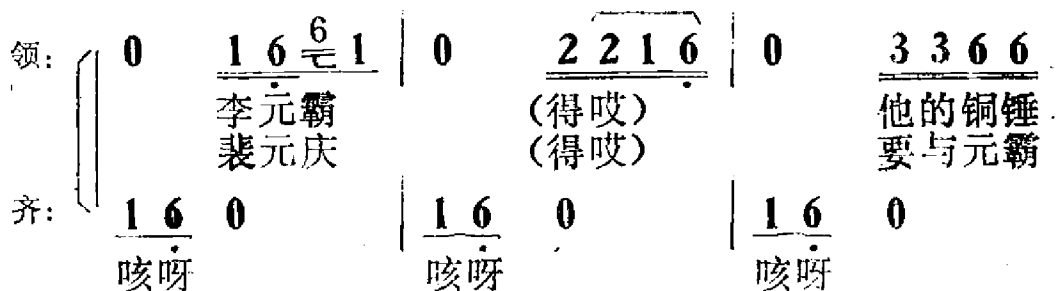 领: 0 1 6 6 1 | 0 2 2 1 6 | 0 3 3 6 6
李元霸 (得哎) 他的铜锤
裴元庆 (得哎) 要与元霸
齐: 1 6 0 | 1 6 0 | 1 6 0
咳呀 咳呀 咳呀